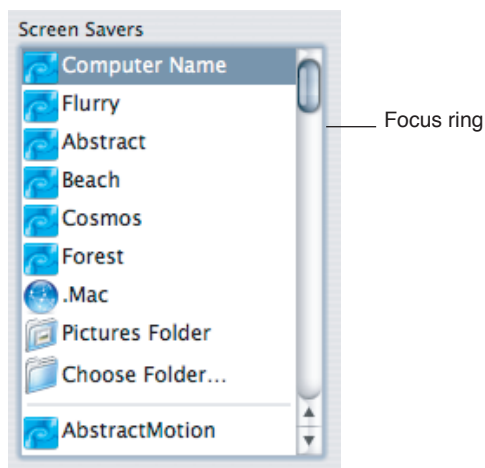 Screen Savers
Computer Name
Flurry
Focus ring
Abstract
Beach
Cosmos
Forest
.Mac
Pictures Folder
Choose Folder...
AbstractMotion